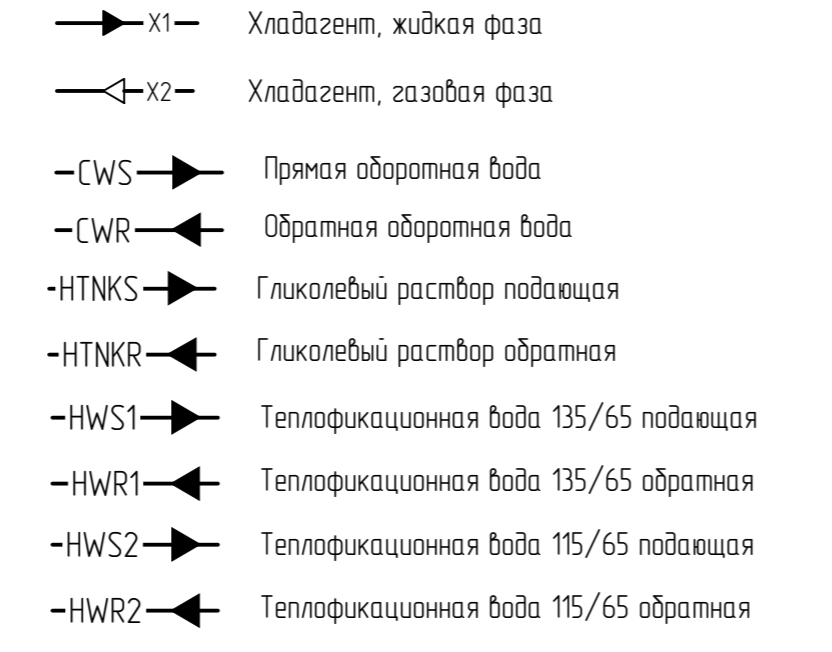 X1 Хладагент, жидкая фаза
X2 Хладагент, газовая фаза
CWS Прямая оборотная вода
CWR Обратная оборотная вода
HTNKS Гликолевый раствор подающая
HTNKR Гликолевый раствор обратная
HWS1 Теплофикационная вода 135/65 подающая
HWR1 Теплофикационная вода 135/65 обратная
HWS2 Теплофикационная вода 115/65 подающая
HWR2 Теплофикационная вода 115/65 обратная